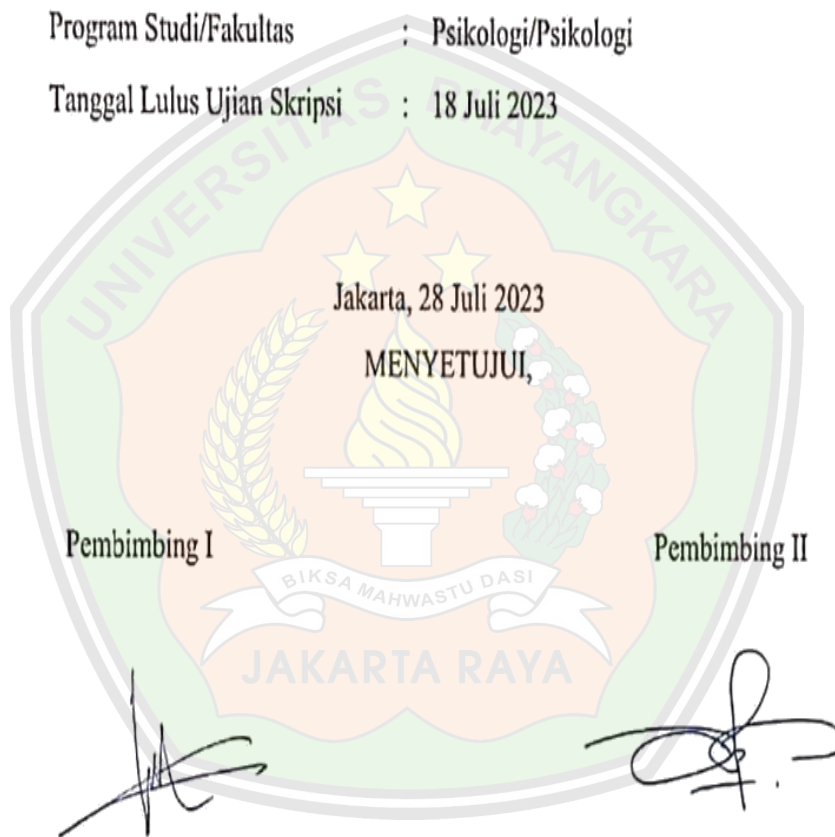 Program Studi/Fakultas : Psikologi/Psikologi
Tanggal Lulus Ujian Skripsi : 18 Juli 2023
UNIVERSITAS BHAYANGKARA
Jakarta, 28 Juli 2023
MENYETUJUI,
Pembimbing I Pembimbing II
BIKSA MAHWASTU DASI
JAKARTA RAYA